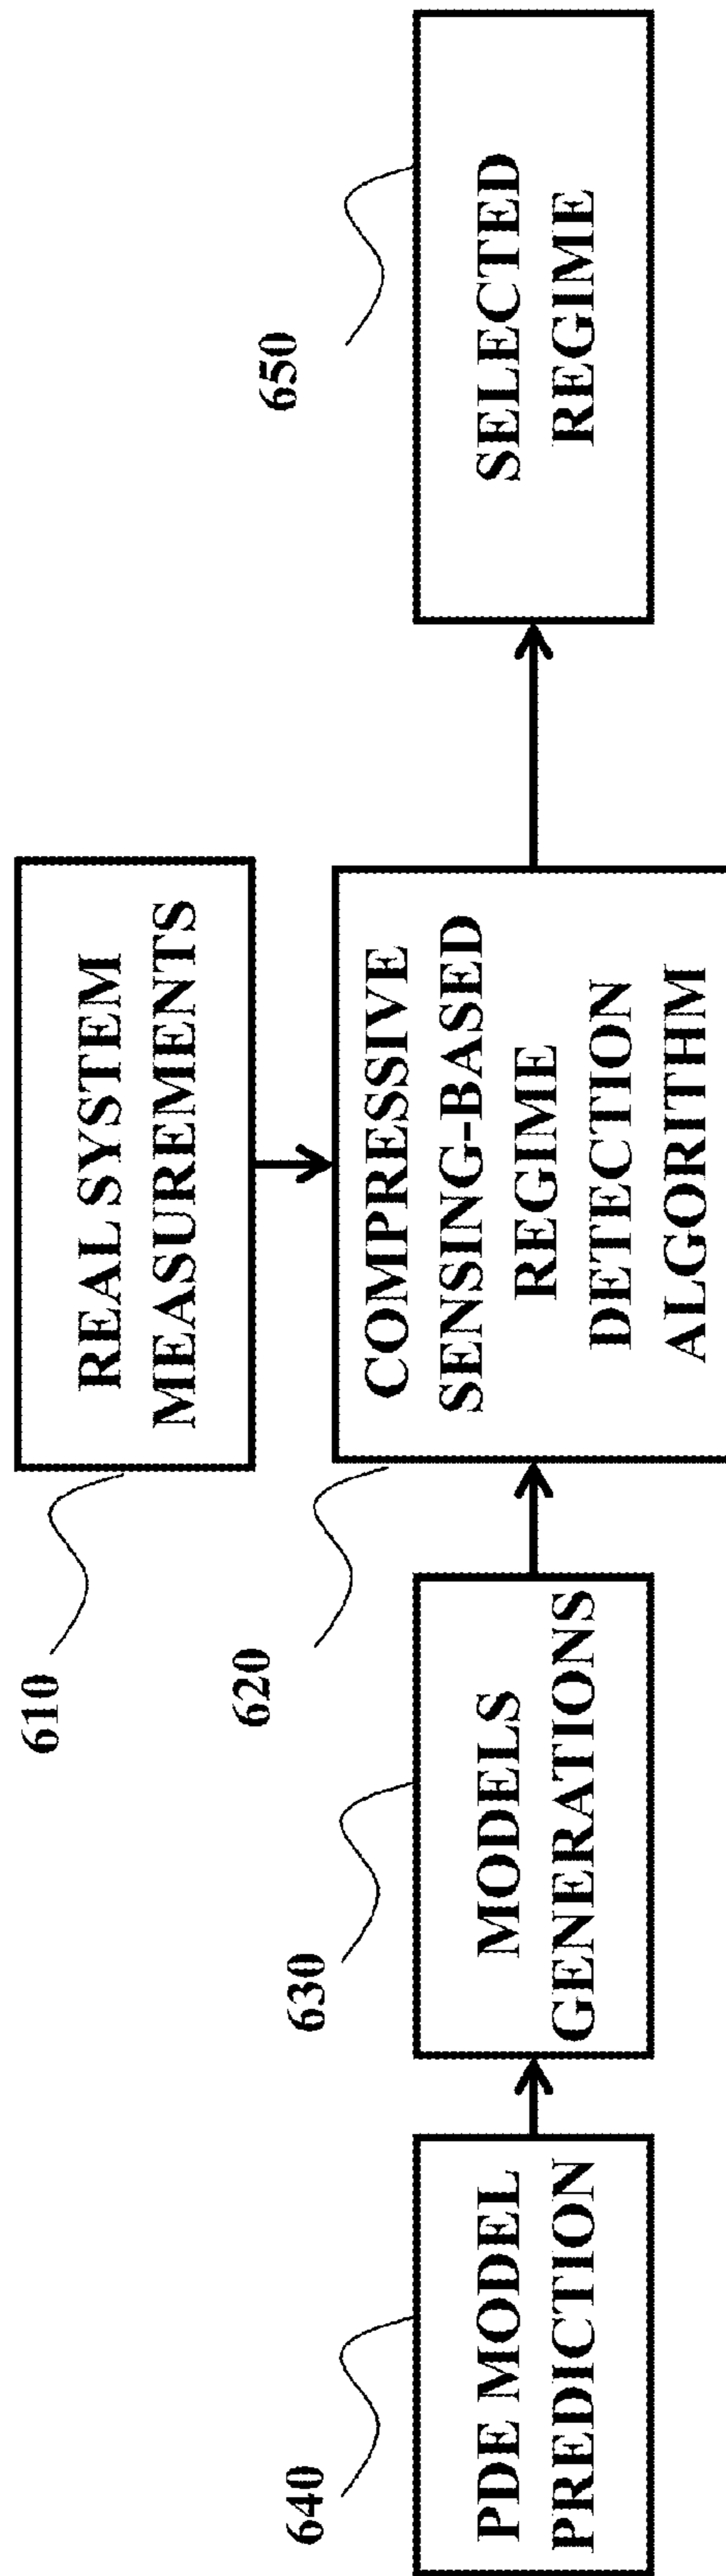 610
REAL SYSTEM
MEASUREMENTS
640
PDE MODEL
PREDICTION
630
MODELS
GENERATIONS
620
COMPRESSIVE
SENSING-BASED
REGIME
DETECTION
ALGORITHM
650
SELECTED
REGIME